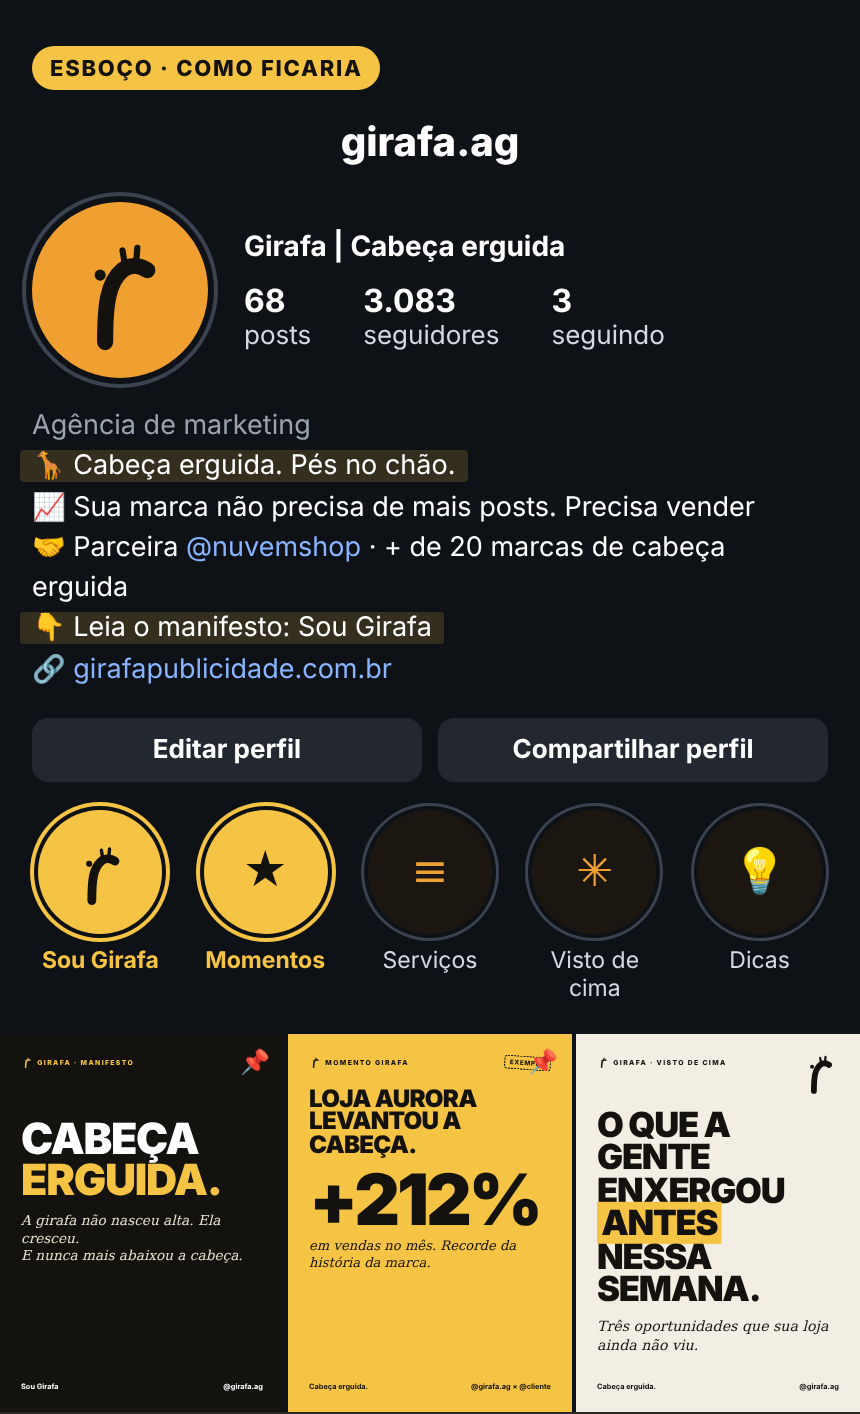 ESBOÇO · COMO FICARIA
girafa.ag
Girafa | Cabeça erguida
68 3.083 3
posts seguidores seguindo
Agência de marketing
🦒 Cabeça erguida. Pés no chão.
📈 Sua marca não precisa de mais posts. Precisa vender
🤝 Parceira @nuvemshop · + de 20 marcas de cabeça
erguida
👇 Leia o manifesto: Sou Girafa
🔗 girafapublicidade.com.br
Editar perfil
Compartilhar perfil
Sou Girafa
Momentos
Serviços
Visto de
cima
Dicas
GIRAFA · MANIFESTO
CABEÇA
ERGUIDA.
A girafa não nasceu alta. Ela
cresceu.
E nunca mais abaixou a cabeça.
Sou Girafa
@girafa.ag
MOMENTO GIRAFA
LOJA AURORA
LEVANTOU A
CABEÇA.
+212%
em vendas no mês. Recorde da
história da marca.
Cabeça erguida.
@girafa.ag × @cliente
GIRAFA · VISTO DE CIMA
O QUE A
GENTE
ENXERGOU
ANTES
NESSA
SEMANA.
Três oportunidades que sua loja
ainda não viu.
Cabeça erguida.
@girafa.ag